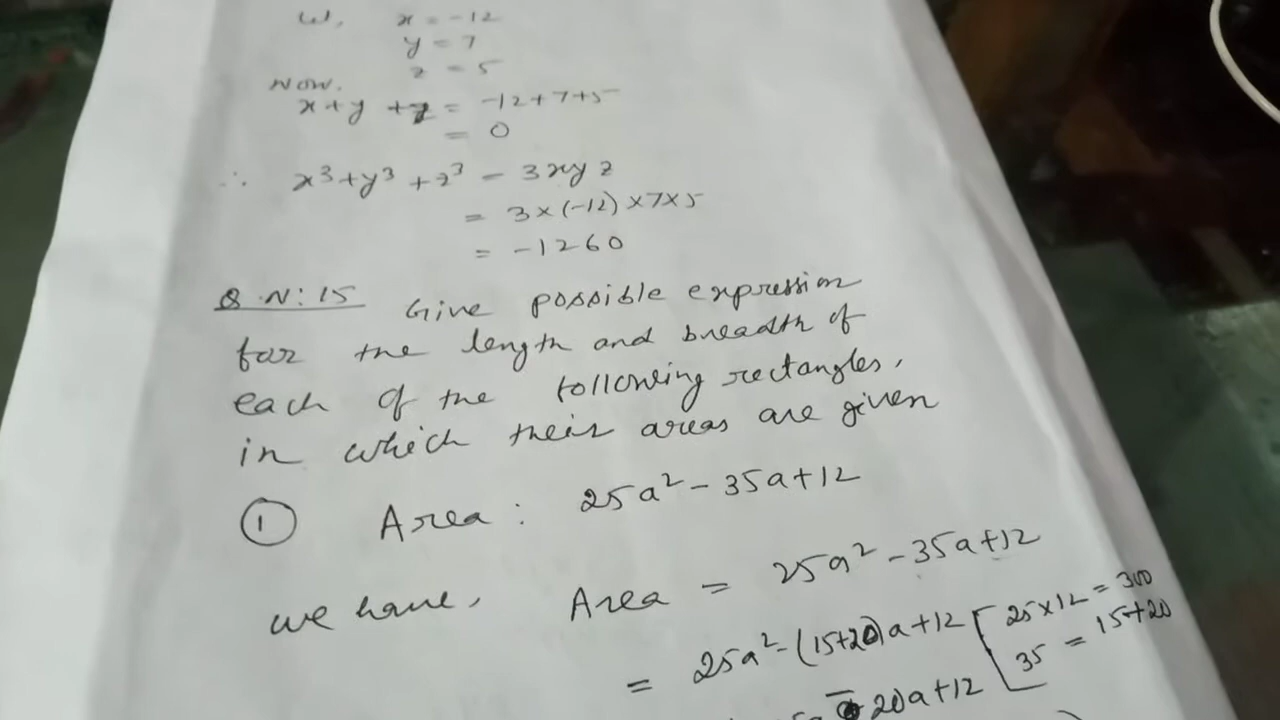 x = -12
y = 7
z = 5
Now.
x + y + z = -12+7+5
= 0
∴ x³+y³+z³ - 3xyz
= 3×(-12)×7×5
= -1260
Q.N:15 Give possible expression
for the length and breadth of
each of the following rectangles,
in which their areas are given
① Area : 25a² - 35a+12
we have, Area = 25a² - 35a+12
= 25a² - (15+20)a+12 [25×12 = 300
35 = 15+20
20a+12